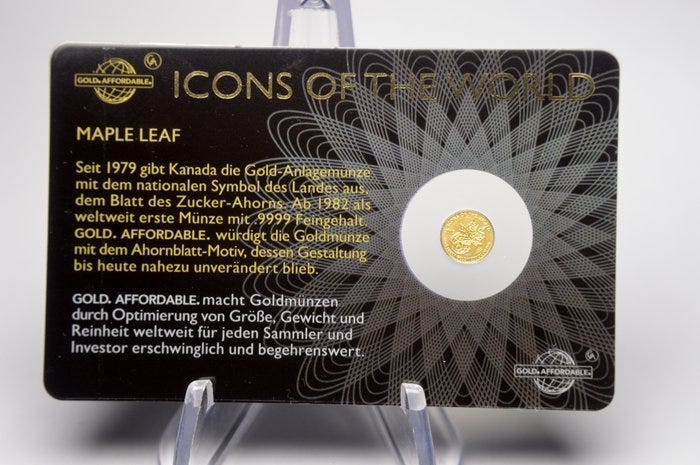 GOLD. AFFORDABLE.
ICONS OF THE WORLD
MAPLE LEAF
Seit 1979 gibt Kanada die Gold-Anlagemünze
mit dem nationalen Symbol des Landes aus,
dem Blatt des Zucker-Ahorns. Ab 1982 als
weltweit erste Münze mit .9999 Feingehalt.
GOLD. AFFORDABLE. würdigt die Goldmünze
mit dem Ahornblatt-Motiv, dessen Gestaltung
bis heute nahezu unverändert blieb.
GOLD. AFFORDABLE. macht Goldmünzen
durch Optimierung von Größe, Gewicht und
Reinheit weltweit für jeden Sammler und
Investor erschwinglich und begehrenswert.
GOLD. AFFORDABLE.